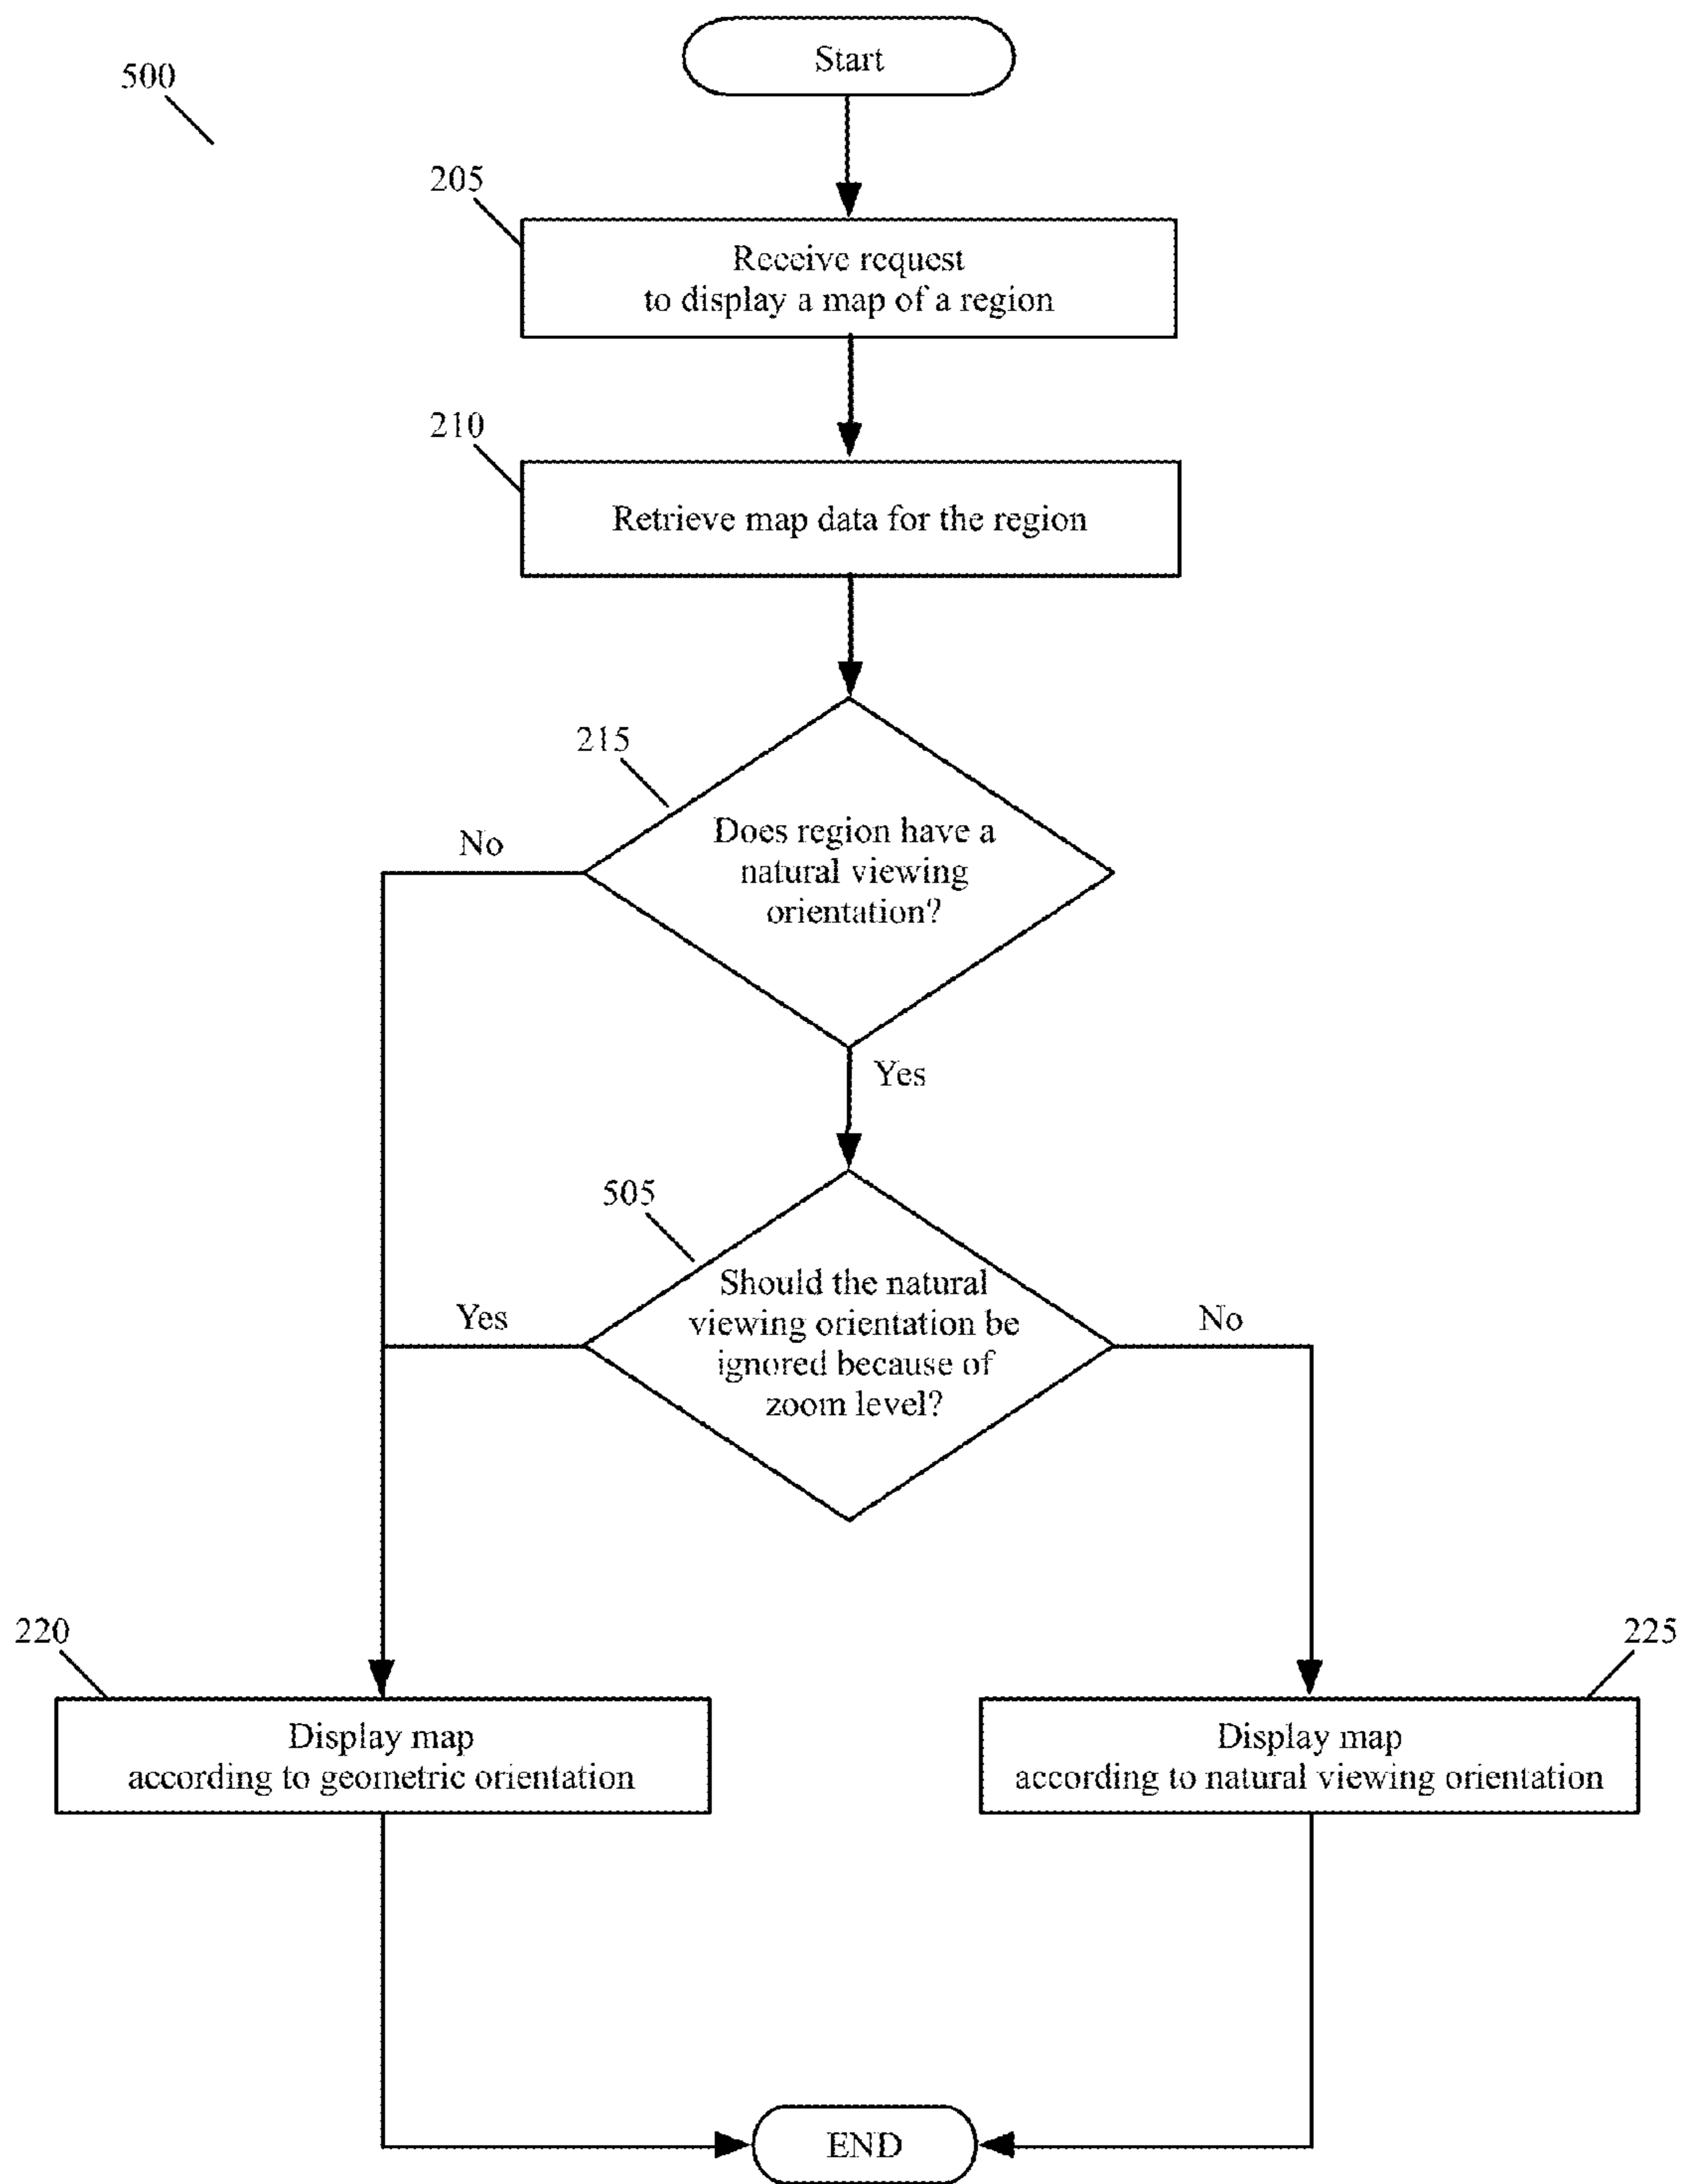 500
Start
205
Receive request
to display a map of a region
210
Retrieve map data for the region
215
No
Does region have a
natural viewing
orientation?
Yes
505
Yes
Should the natural
viewing orientation be
ignored because of
zoom level?
No
220
Display map
according to geometric orientation
225
Display map
according to natural viewing orientation
END